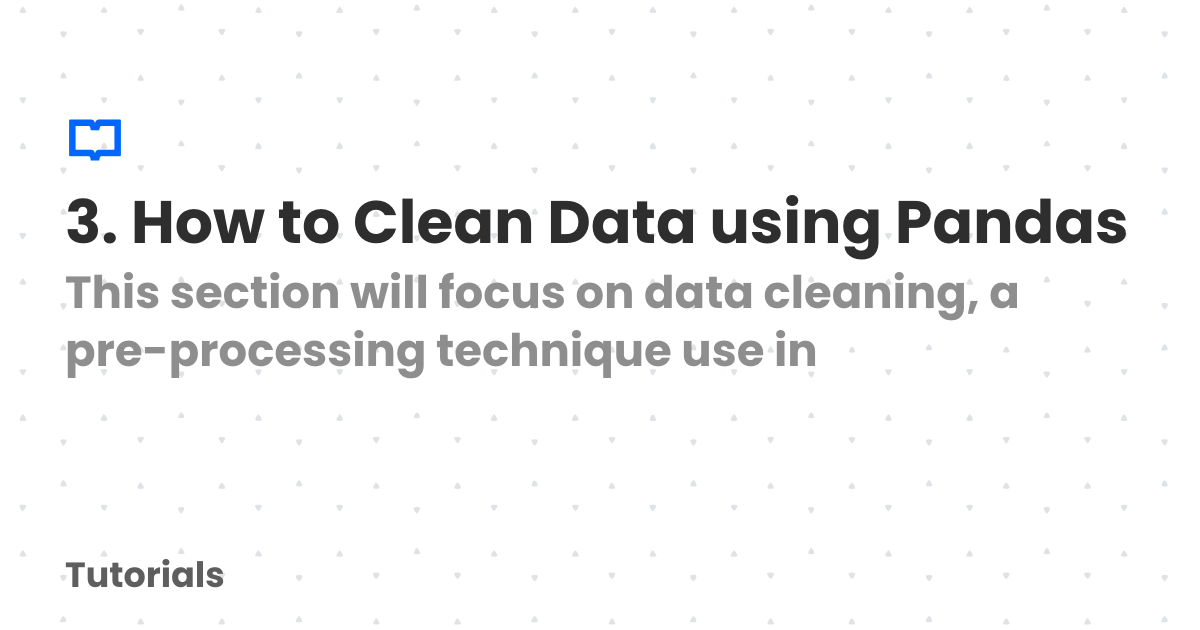 3. How to Clean Data using Pandas
This section will focus on data cleaning, a
pre-processing technique use in
Tutorials